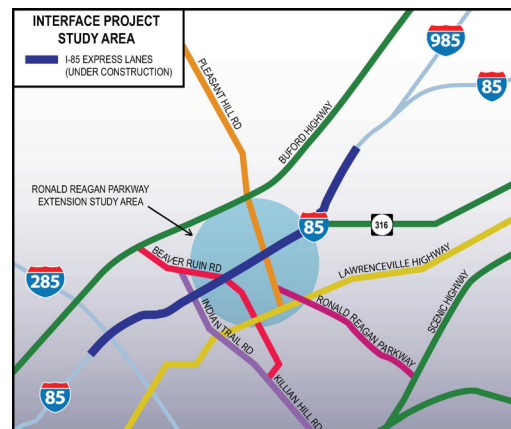 INTERFACE PROJECT
STUDY AREA
I-85 EXPRESS LANES
(UNDER CONSTRUCTION)
985
85
PLEASANT HILL RD
BUFORD HIGHWAY
RONALD REAGAN PARKWAY
EXTENSION STUDY AREA
85
316
BEAVER RUIN RD
LAWRENCEVILLE HIGHWAY
285
INDIAN TRAIL RD
RONALD REAGAN PARKWAY
SCENIC HIGHWAY
KILLIAN HILL RD
85